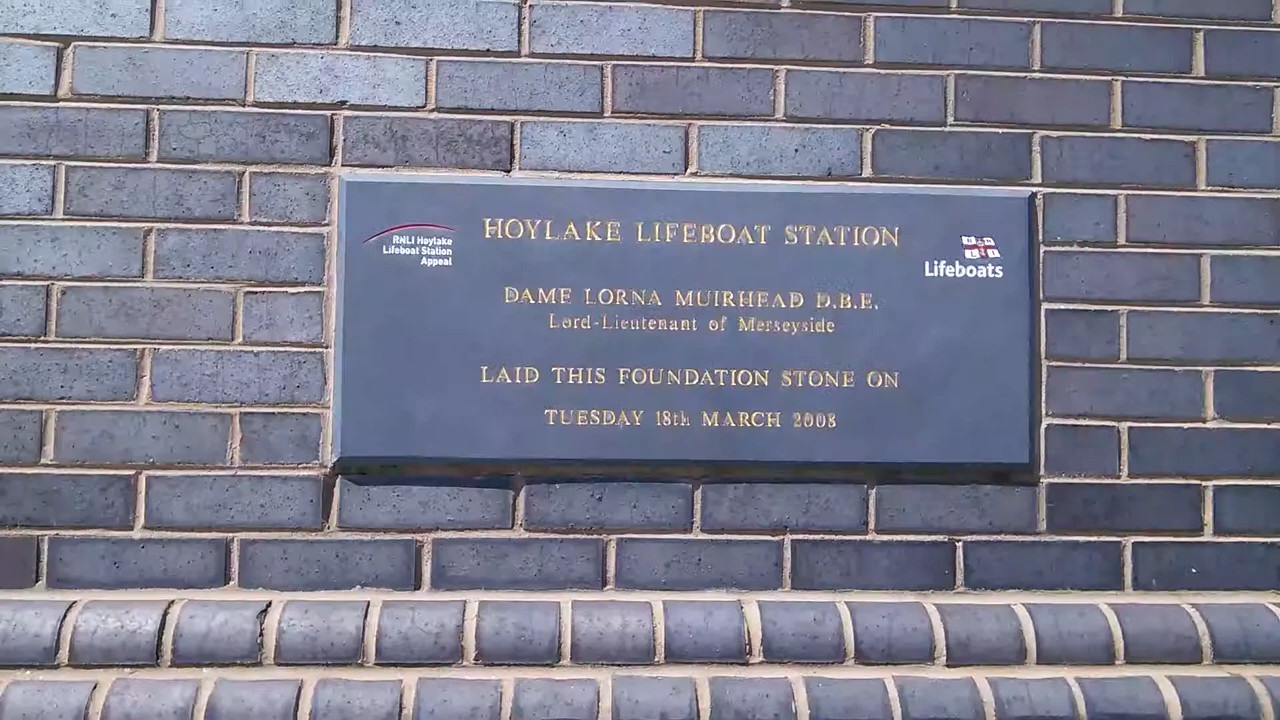 HOYLAKE LIFEBOAT STATION
RNLI Hoylake
Lifeboat Station
Appeal
RNLI
Lifeboats
DAME LORNA MUIRHEAD D.B.E.
Lord-Lieutenant of Merseyside
LAID THIS FOUNDATION STONE ON
TUESDAY 18th MARCH 2008